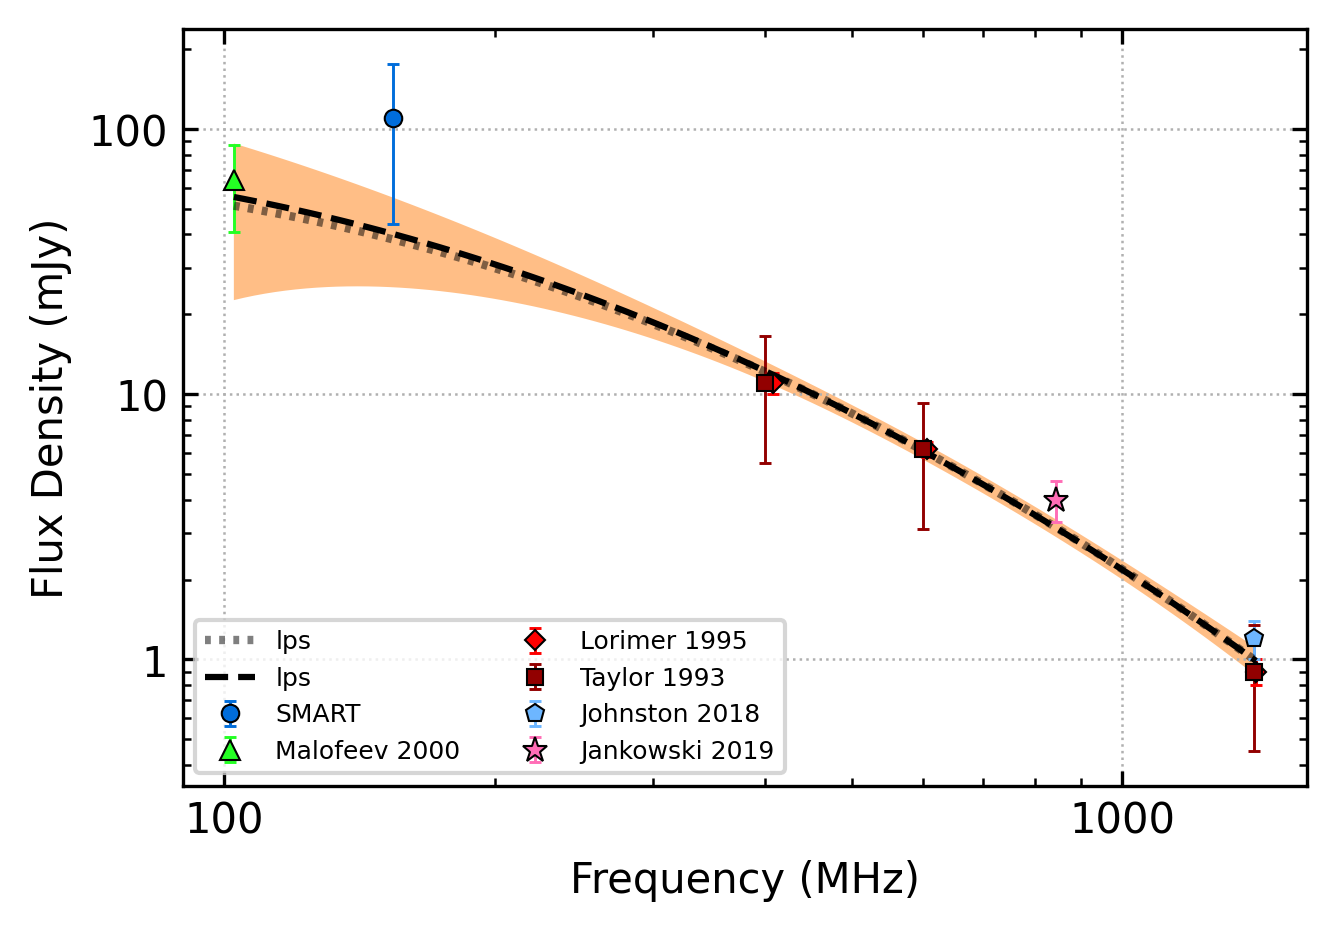 100
10
1
Flux Density (mJy)
lps
lps
SMART
Malofeev 2000
Lorimer 1995
Taylor 1993
Johnston 2018
Jankowski 2019
100
1000
Frequency (MHz)